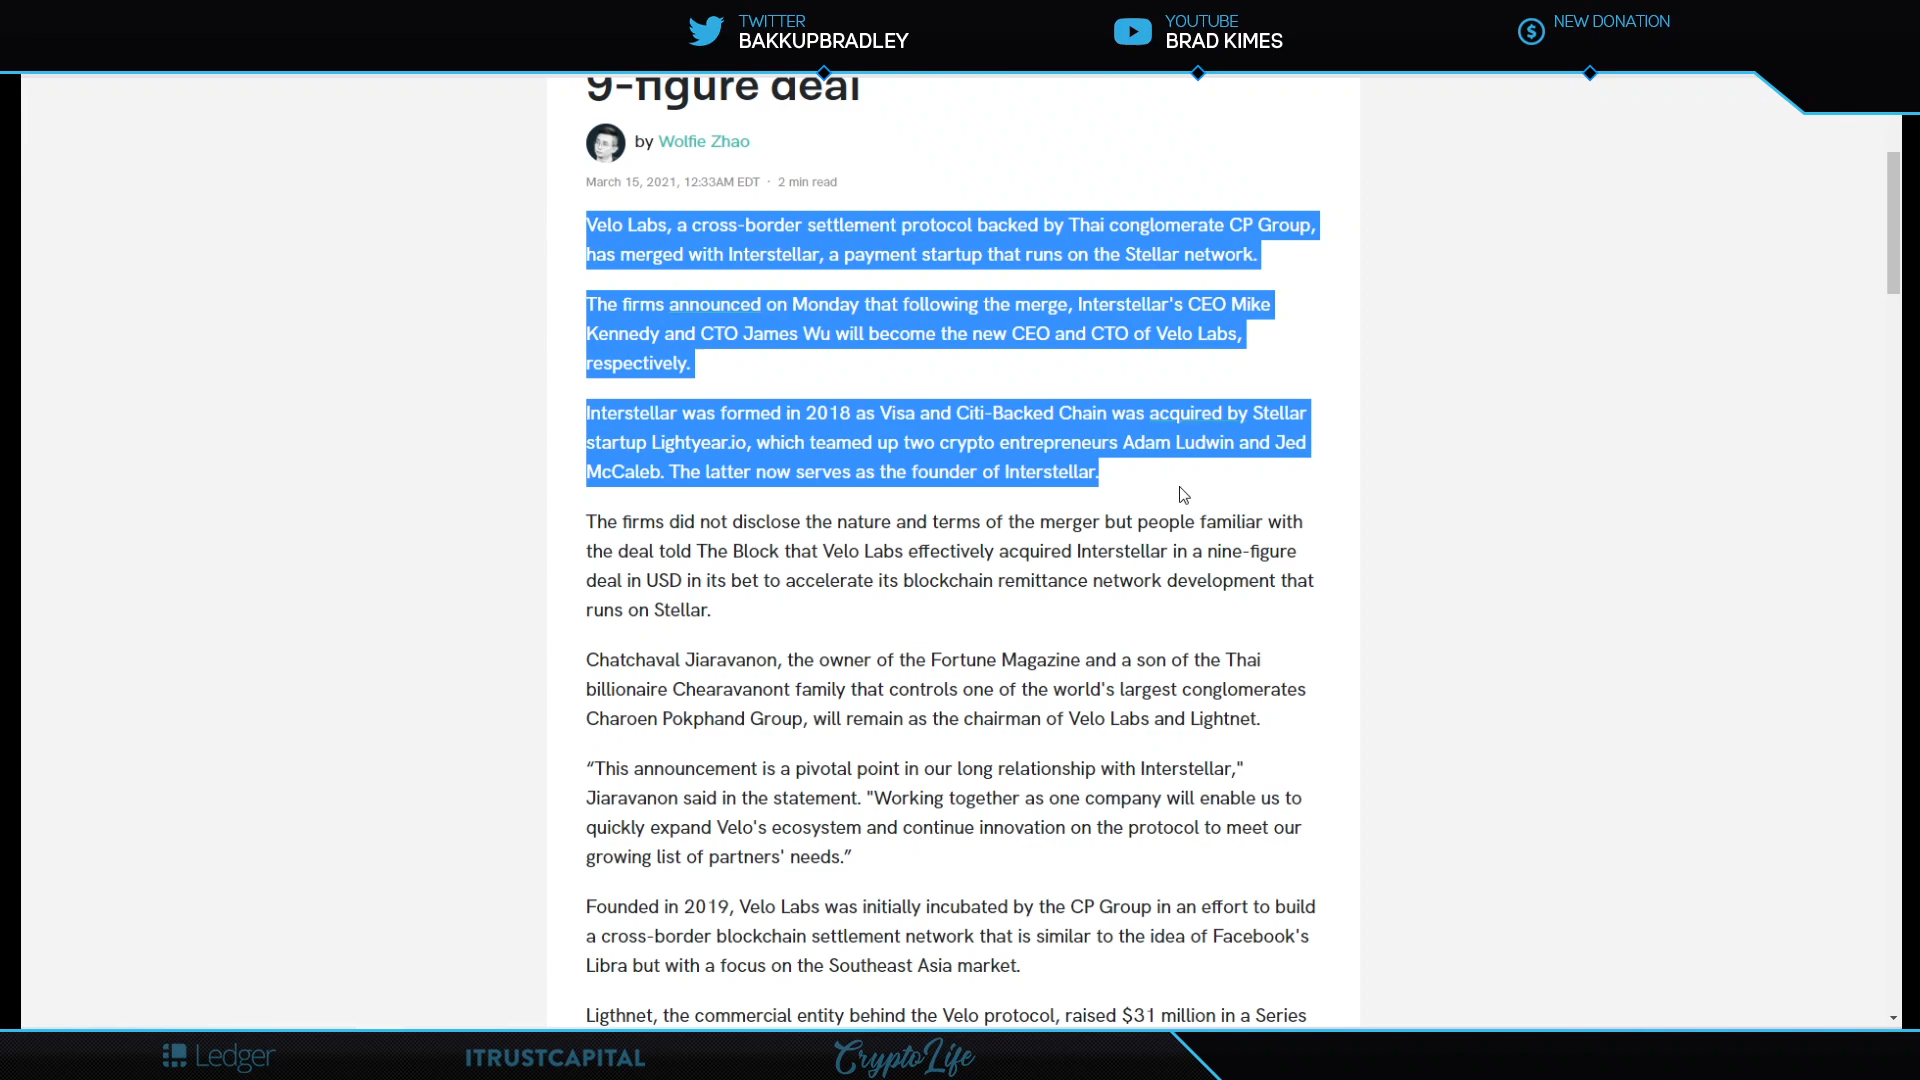 TWITTER
BAKKUPBRADLEY
YOUTUBE
BRAD KIMES
NEW DONATION
9-figure deal
by Wolfie Zhao
March 15, 2021, 12:33AM EDT · 2 min read
Velo Labs, a cross-border settlement protocol backed by Thai conglomerate CP Group,
has merged with Interstellar, a payment startup that runs on the Stellar network.
The firms announced on Monday that following the merge, Interstellar's CEO Mike
Kennedy and CTO James Wu will become the new CEO and CTO of Velo Labs,
respectively.
Interstellar was formed in 2018 as Visa and Citi-Backed Chain was acquired by Stellar
startup Lightyear.io, which teamed up two crypto entrepreneurs Adam Ludwin and Jed
McCaleb. The latter now serves as the founder of Interstellar.
The firms did not disclose the nature and terms of the merger but people familiar with
the deal told The Block that Velo Labs effectively acquired Interstellar in a nine-figure
deal in USD in its bet to accelerate its blockchain remittance network development that
runs on Stellar.
Chatchaval Jiaravanon, the owner of the Fortune Magazine and a son of the Thai
billionaire Chearavanont family that controls one of the world's largest conglomerates
Charoen Pokphand Group, will remain as the chairman of Velo Labs and Lightnet.
“This announcement is a pivotal point in our long relationship with Interstellar,"
Jiaravanon said in the statement. "Working together as one company will enable us to
quickly expand Velo's ecosystem and continue innovation on the protocol to meet our
growing list of partners' needs.”
Founded in 2019, Velo Labs was initially incubated by the CP Group in an effort to build
a cross-border blockchain settlement network that is similar to the idea of Facebook's
Libra but with a focus on the Southeast Asia market.
Ligthnet, the commercial entity behind the Velo protocol, raised $31 million in a Series
Ledger
ITRUSTCAPITAL
CryptoLife